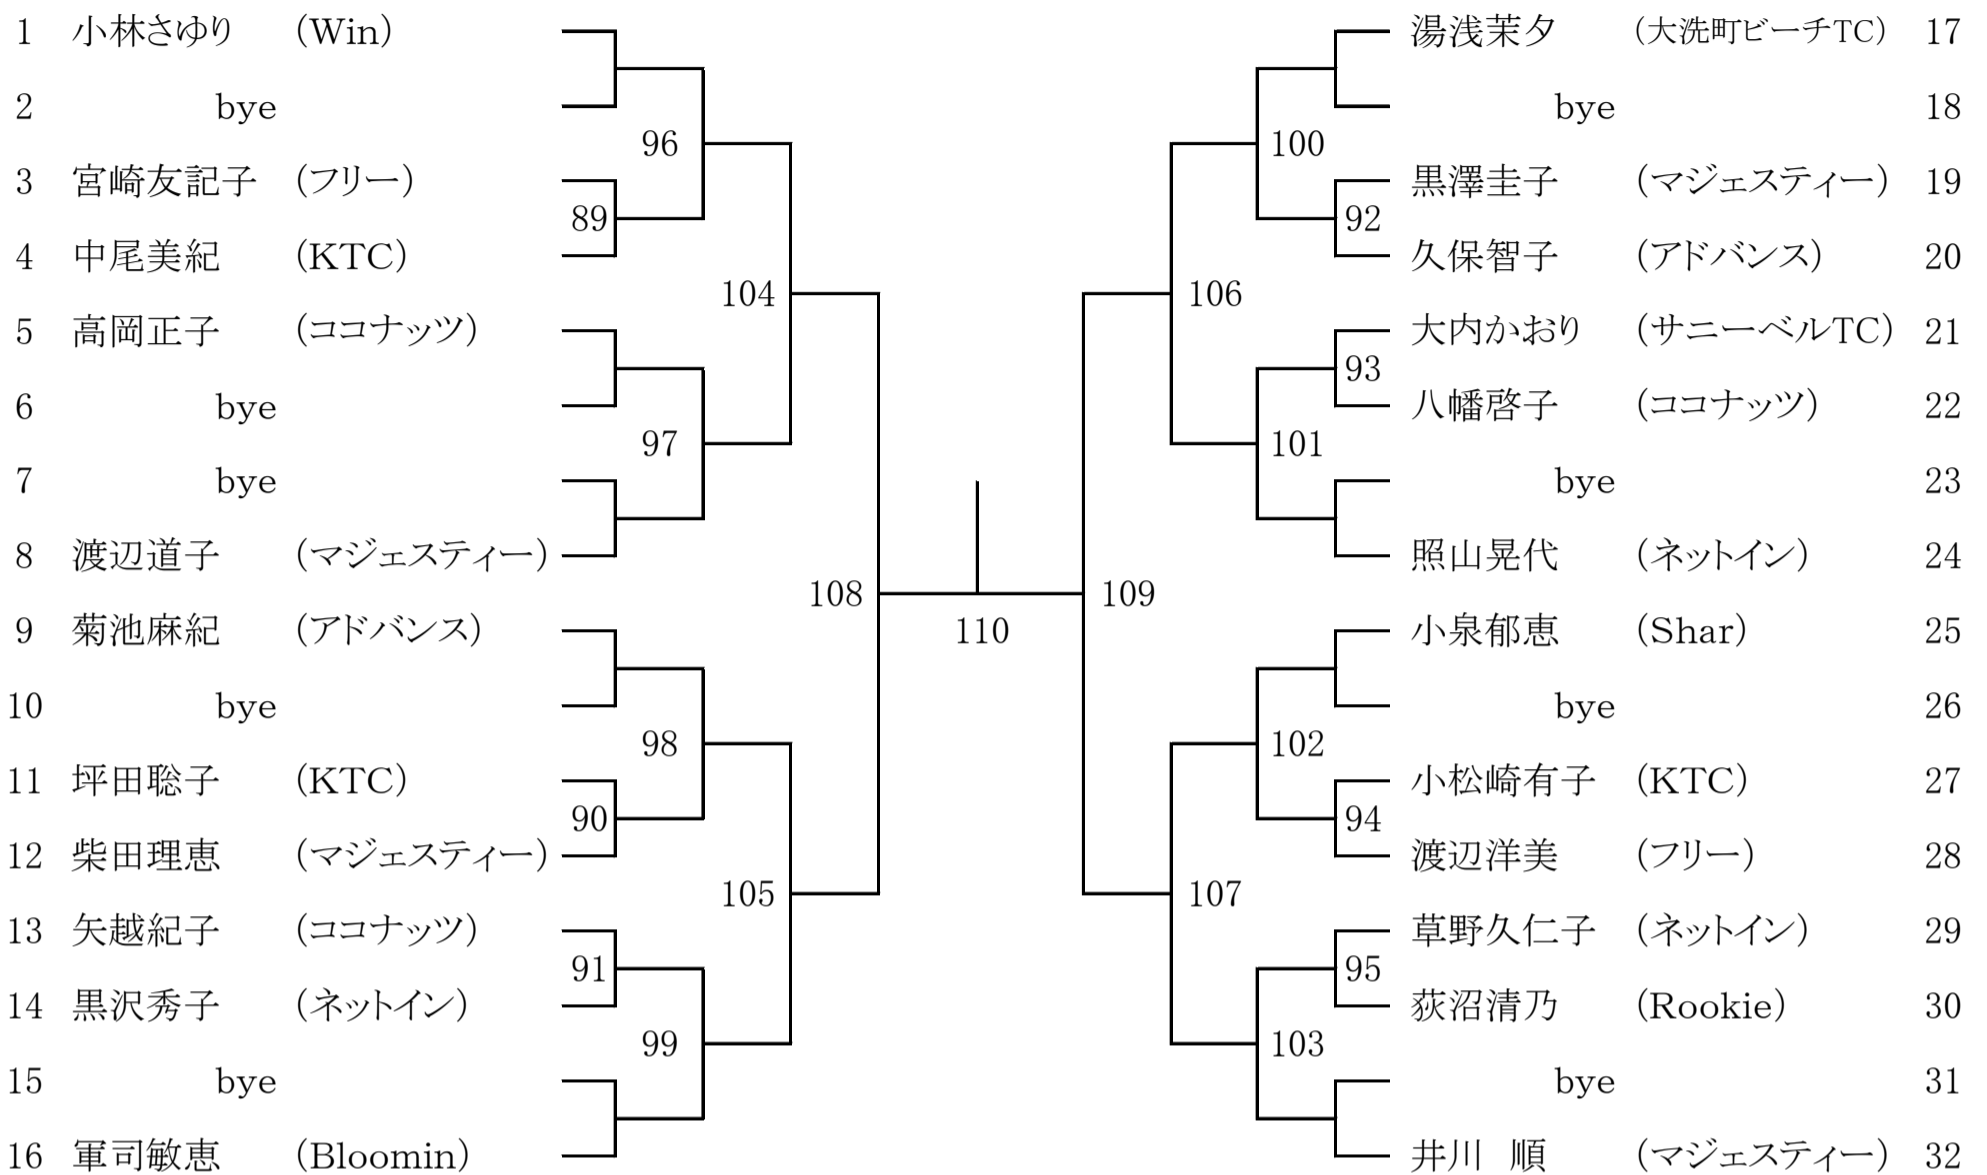 1 小林さゆり (Win)
2 bye
96
3 宮崎友記子 (フリー)
89
4 中尾美紀 (KTC)
104
5 高岡正子 (ココナッツ)
6 bye
97
7 bye
8 渡辺道子 (マジェスティー)
108
9 菊池麻紀 (アドバンス)
10 bye
98
11 坪田聡子 (KTC)
90
12 柴田理恵 (マジェスティー)
105
13 矢越紀子 (ココナッツ)
91
14 黒沢秀子 (ネットイン)
99
15 bye
16 軍司敏恵 (Bloomin)
110
湯浅茉夕 (大洗町ビーチTC) 17
bye 18
100
黒澤圭子 (マジェスティー) 19
92
久保智子 (アドバンス) 20
106
大内かおり (サニーベルTC) 21
93
八幡啓子 (ココナッツ) 22
101
bye 23
照山晃代 (ネットイン) 24
109
小泉郁恵 (Shar) 25
bye 26
102
小松崎有子 (KTC) 27
94
渡辺洋美 (フリー) 28
107
草野久仁子 (ネットイン) 29
95
荻沼清乃 (Rookie) 30
103
bye 31
井川 順 (マジェスティー) 32